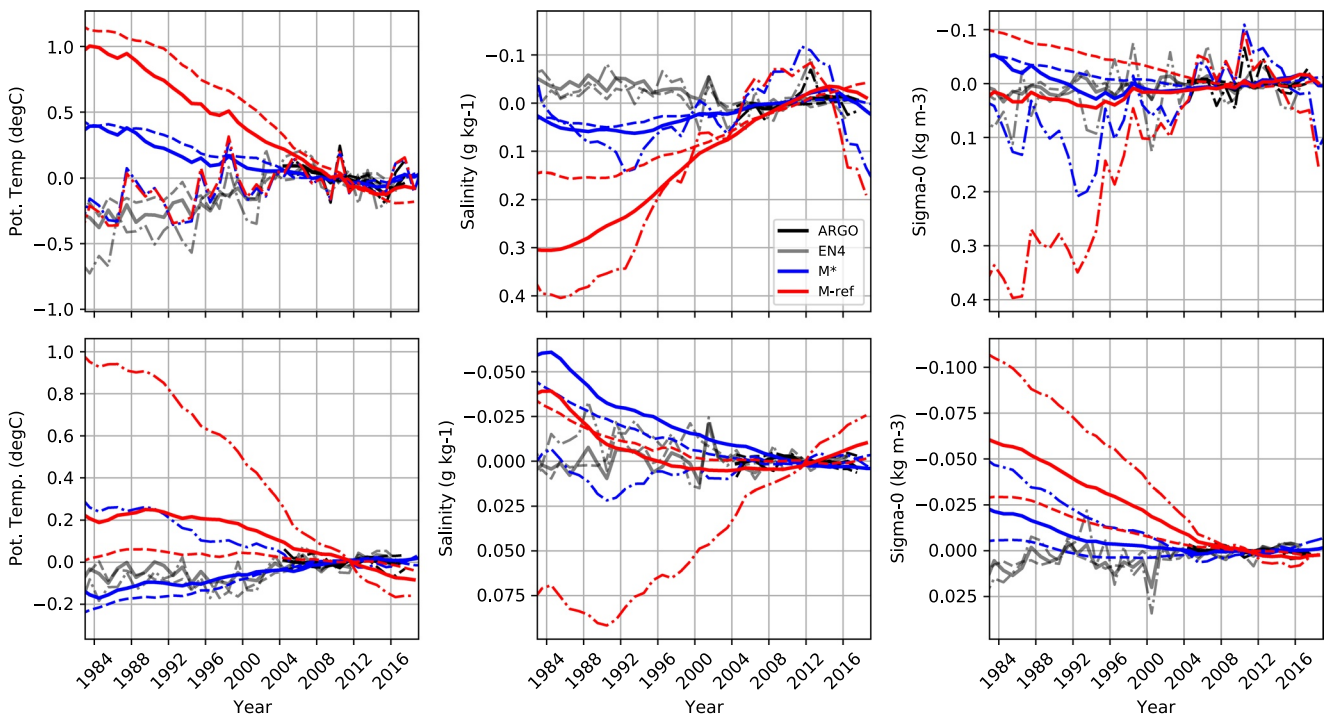 Pot. Temp (degC)
1.0
0.5
0.0
−0.5
−1.0
Salinity (g kg-1)
−0.1
0.0
0.1
0.2
0.3
0.4
ARGO
EN4
M*
M-ref
Sigma-0 (kg m-3)
−0.1
0.0
0.1
0.2
0.3
0.4
Pot. Temp. (degC)
1.0
0.8
0.6
0.4
0.2
0.0
−0.2
1984 1988 1992 1996 2000 2004 2008 2012 2016
Year
Salinity (g kg-1)
−0.050
−0.025
0.000
0.025
0.050
0.075
1984 1988 1992 1996 2000 2004 2008 2012 2016
Year
Sigma-0 (kg m-3)
−0.100
−0.075
−0.050
−0.025
0.000
0.025
1984 1988 1992 1996 2000 2004 2008 2012 2016
Year